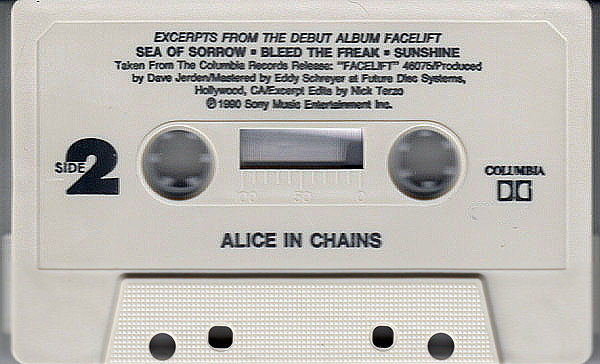 EXCERPTS FROM THE DEBUT ALBUM FACELIFT
SEA OF SORROW ▪ BLEED THE FREAK ▪ SUNSHINE
Taken From The Columbia Records Release: "FACELIFT" 46075/Produced
by Dave Jerden/Mastered by Eddy Schreyer at Future Disc Systems,
Hollywood, CA/Excerpt Edits by Nick Terzo
℗©1990 Sony Music Entertainment Inc.
SIDE 2
COLUMBIA
100 50 0
ALICE IN CHAINS